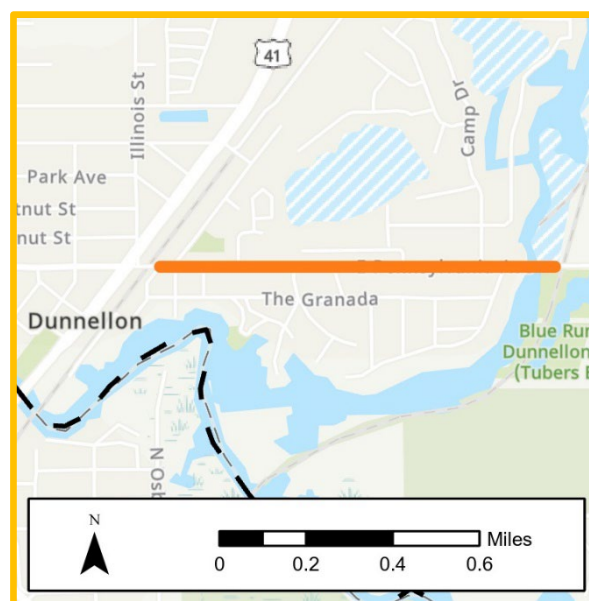 41
Illinois St
Camp Dr
Park Ave
tnut St
nut St
The Granada
Dunnellon
Blue Run
Dunnellon
(Tubers E
N Osb
N
Miles
0
0.2
0.4
0.6